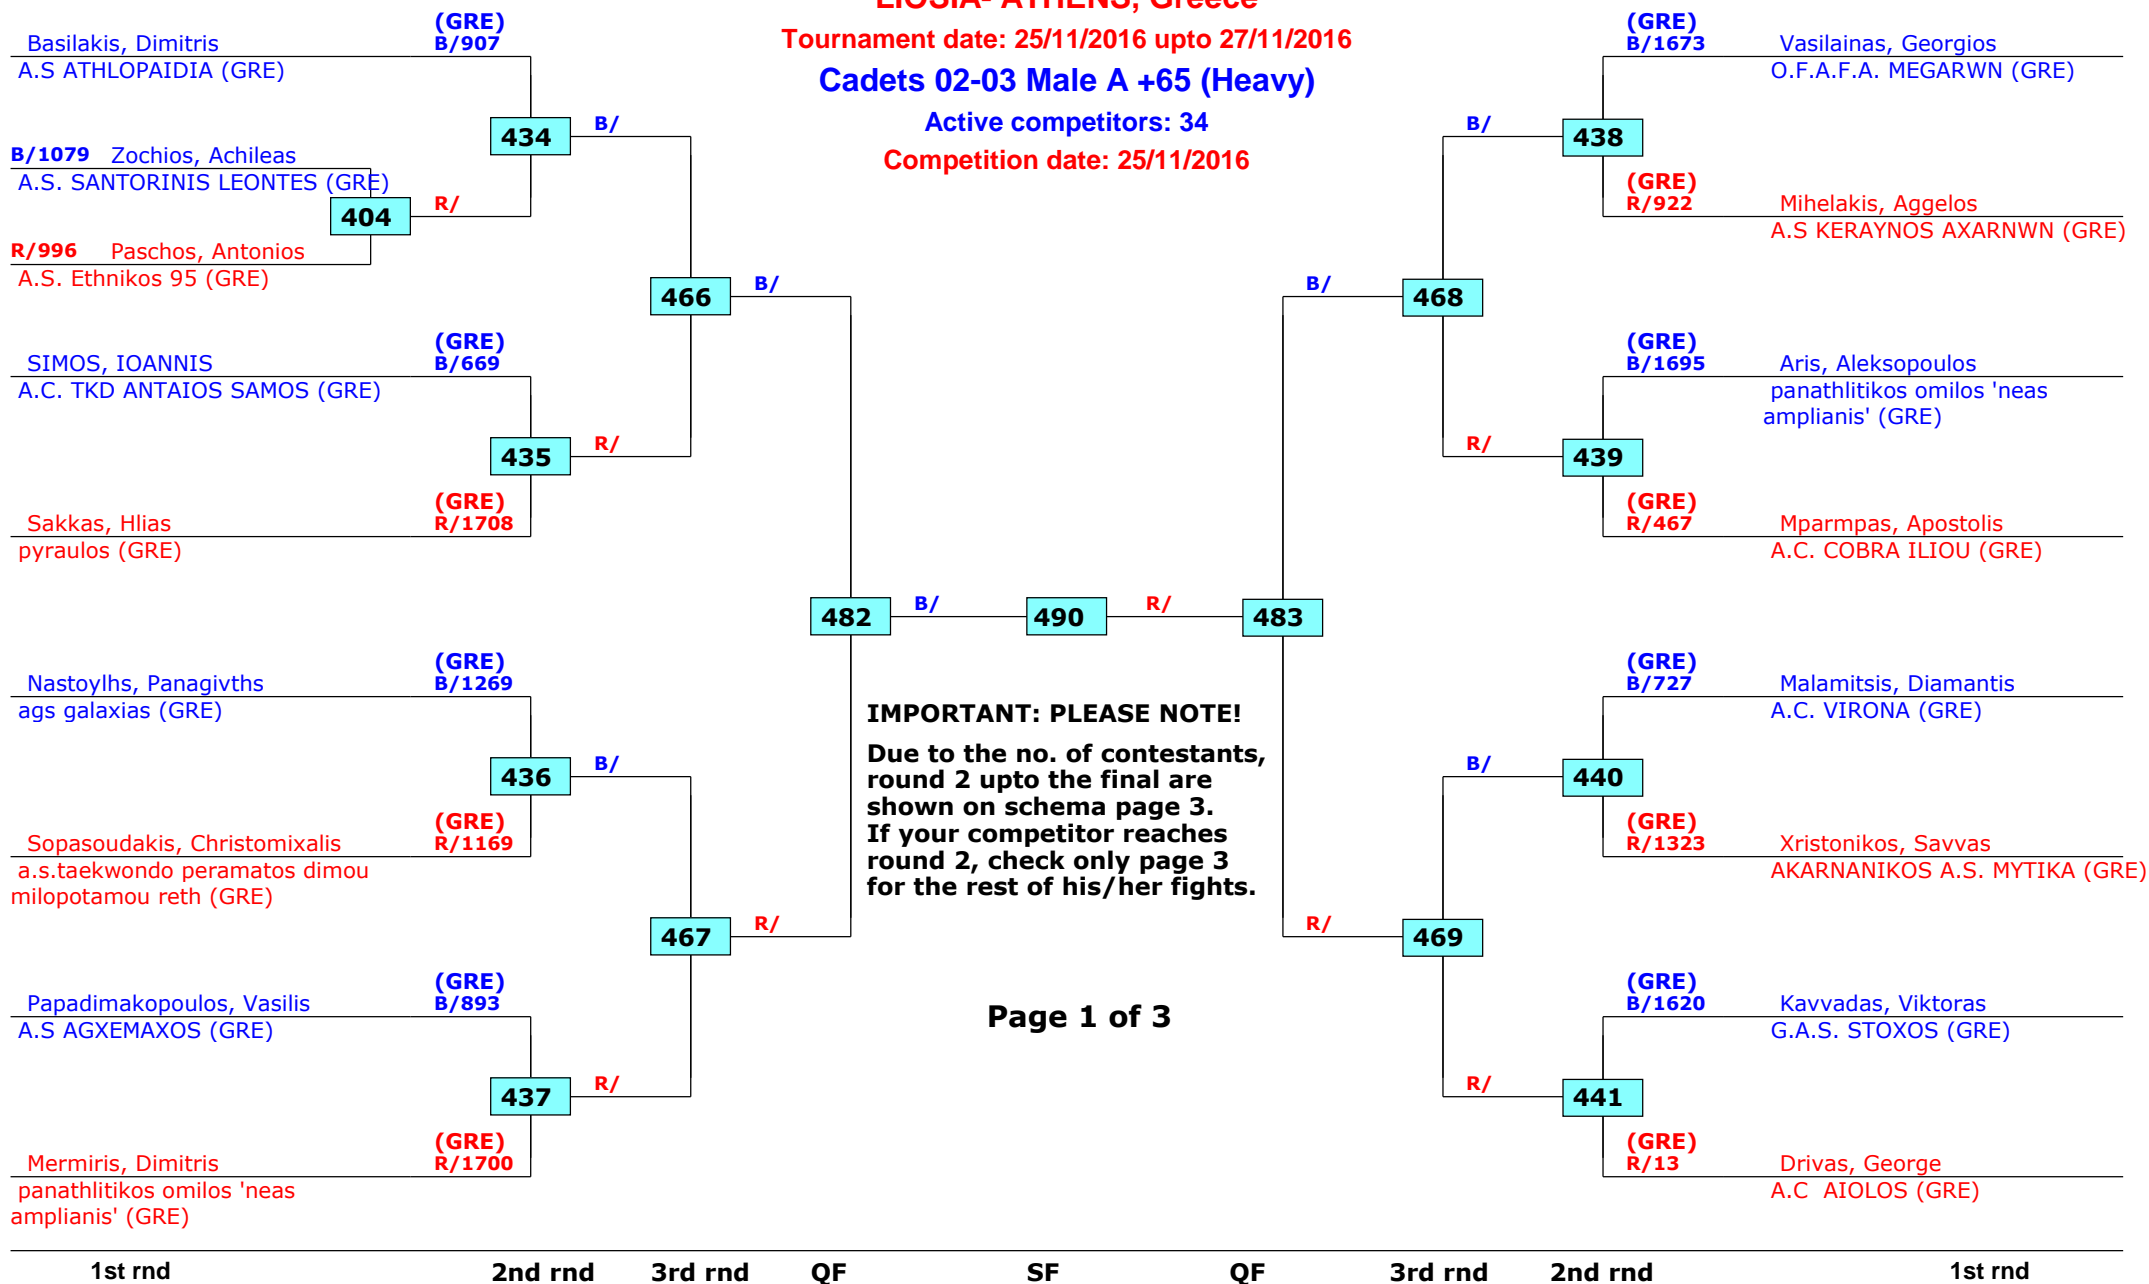 LIOSIA- ATHENS, Greece
Tournament date: 25/11/2016 upto 27/11/2016
Cadets 02-03 Male A +65 (Heavy)
Active competitors: 34
Competition date: 25/11/2016
(GRE)
Basilakis, Dimitris B/907
A.S ATHLOPAIDIA (GRE)
434 B/
B/1079 Zochios, Achileas
A.S. SANTORINIS LEONTES (GRE)
404 R/
R/996 Paschos, Antonios
A.S. Ethnikos 95 (GRE)
466 B/
(GRE)
SIMOS, IOANNIS B/669
A.C. TKD ANTAIOS SAMOS (GRE)
435 R/
(GRE)
Sakkas, Hlias R/1708
pyraulos (GRE)
482 B/ 490 R/ 483
(GRE)
Nastoylhs, Panagivths B/1269
ags galaxias (GRE)
436 B/
(GRE)
Sopasoudakis, Christomixalis R/1169
a.s.taekwondo peramatos dimou
milopotamou reth (GRE)
467 R/
(GRE)
Papadimakopoulos, Vasilis B/893
A.S AGXEMAXOS (GRE)
437 R/
(GRE)
Mermiris, Dimitris R/1700
panathlitikos omilos 'neas
amplianis' (GRE)
IMPORTANT: PLEASE NOTE!
Due to the no. of contestants,
round 2 upto the final are
shown on schema page 3.
If your competitor reaches
round 2, check only page 3
for the rest of his/her fights.
Page 1 of 3
(GRE)
B/1673 Vasilainas, Georgios
O.F.A.F.A. MEGARWN (GRE)
B/ 438
(GRE)
R/922 Mihelakis, Aggelos
A.S KERAYNOS AXARNWN (GRE)
B/ 468
(GRE)
B/1695 Aris, Aleksopoulos
panathlitikos omilos 'neas
amplianis' (GRE)
R/ 439
(GRE)
R/467 Mparmpas, Apostolis
A.C. COBRA ILIOU (GRE)
(GRE)
B/727 Malamitsis, Diamantis
A.C. VIRONA (GRE)
B/ 440
(GRE)
R/1323 Xristonikos, Savvas
AKARNANIKOS A.S. MYTIKA (GRE)
R/ 469
(GRE)
B/1620 Kavvadas, Viktoras
G.A.S. STOXOS (GRE)
R/ 441
(GRE)
R/13 Drivas, George
A.C  AIOLOS (GRE)
1st rnd 2nd rnd 3rd rnd QF SF QF 3rd rnd 2nd rnd 1st rnd